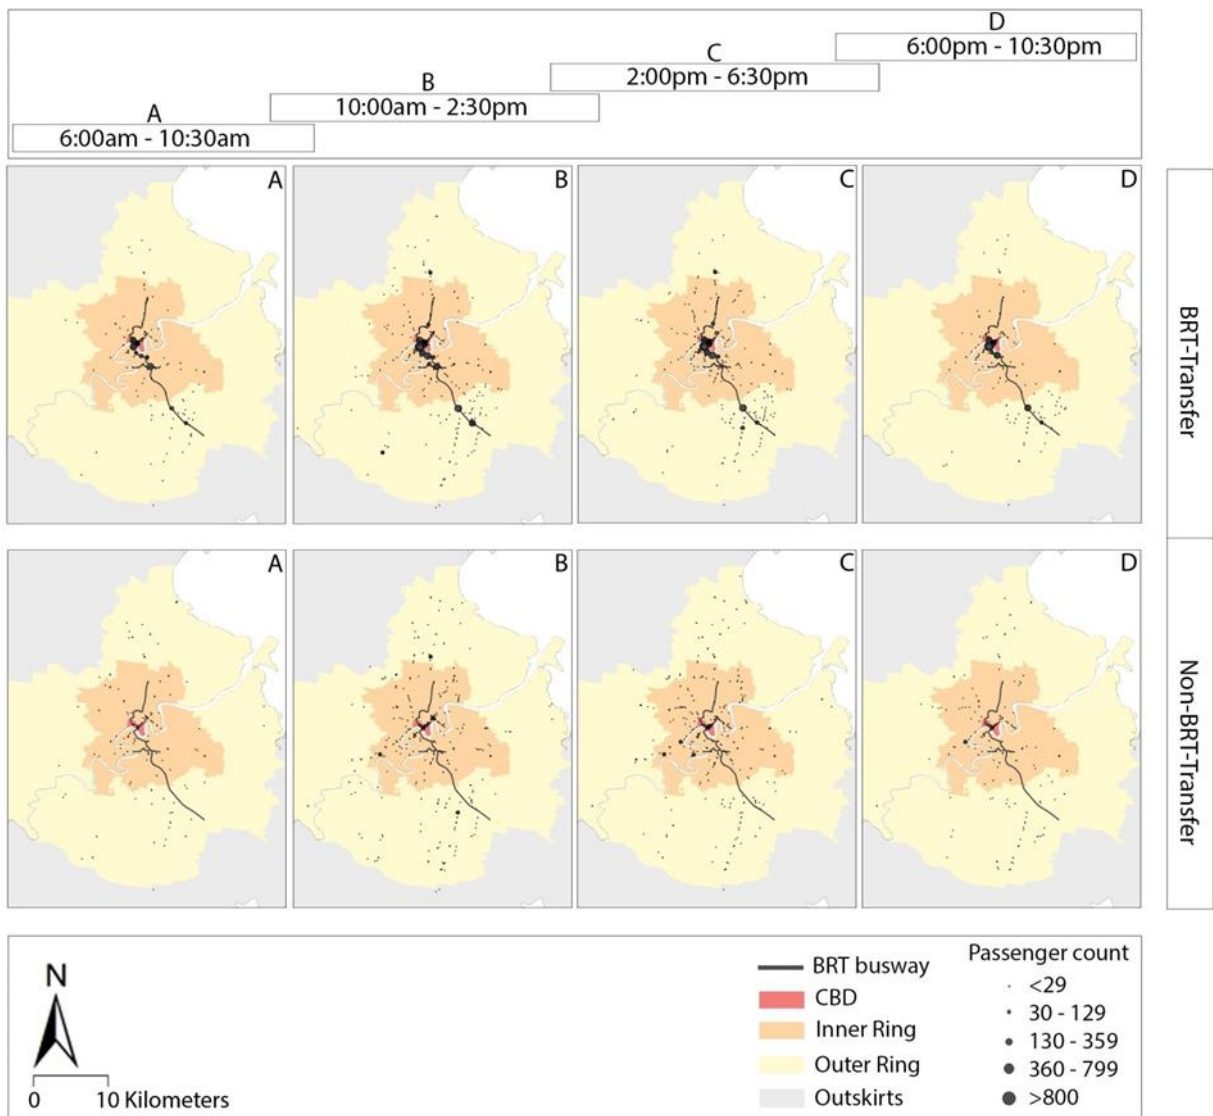 D
6:00pm - 10:30pm
C
2:00pm - 6:30pm
B
10:00am - 2:30pm
A
6:00am - 10:30am
A
B
C
D
BRT-Transfer
A
B
C
D
Non-BRT-Transfer
N
0 10 Kilometers
BRT busway
CBD
Inner Ring
Outer Ring
Outskirts
Passenger count
<29
30 - 129
130 - 359
360 - 799
>800